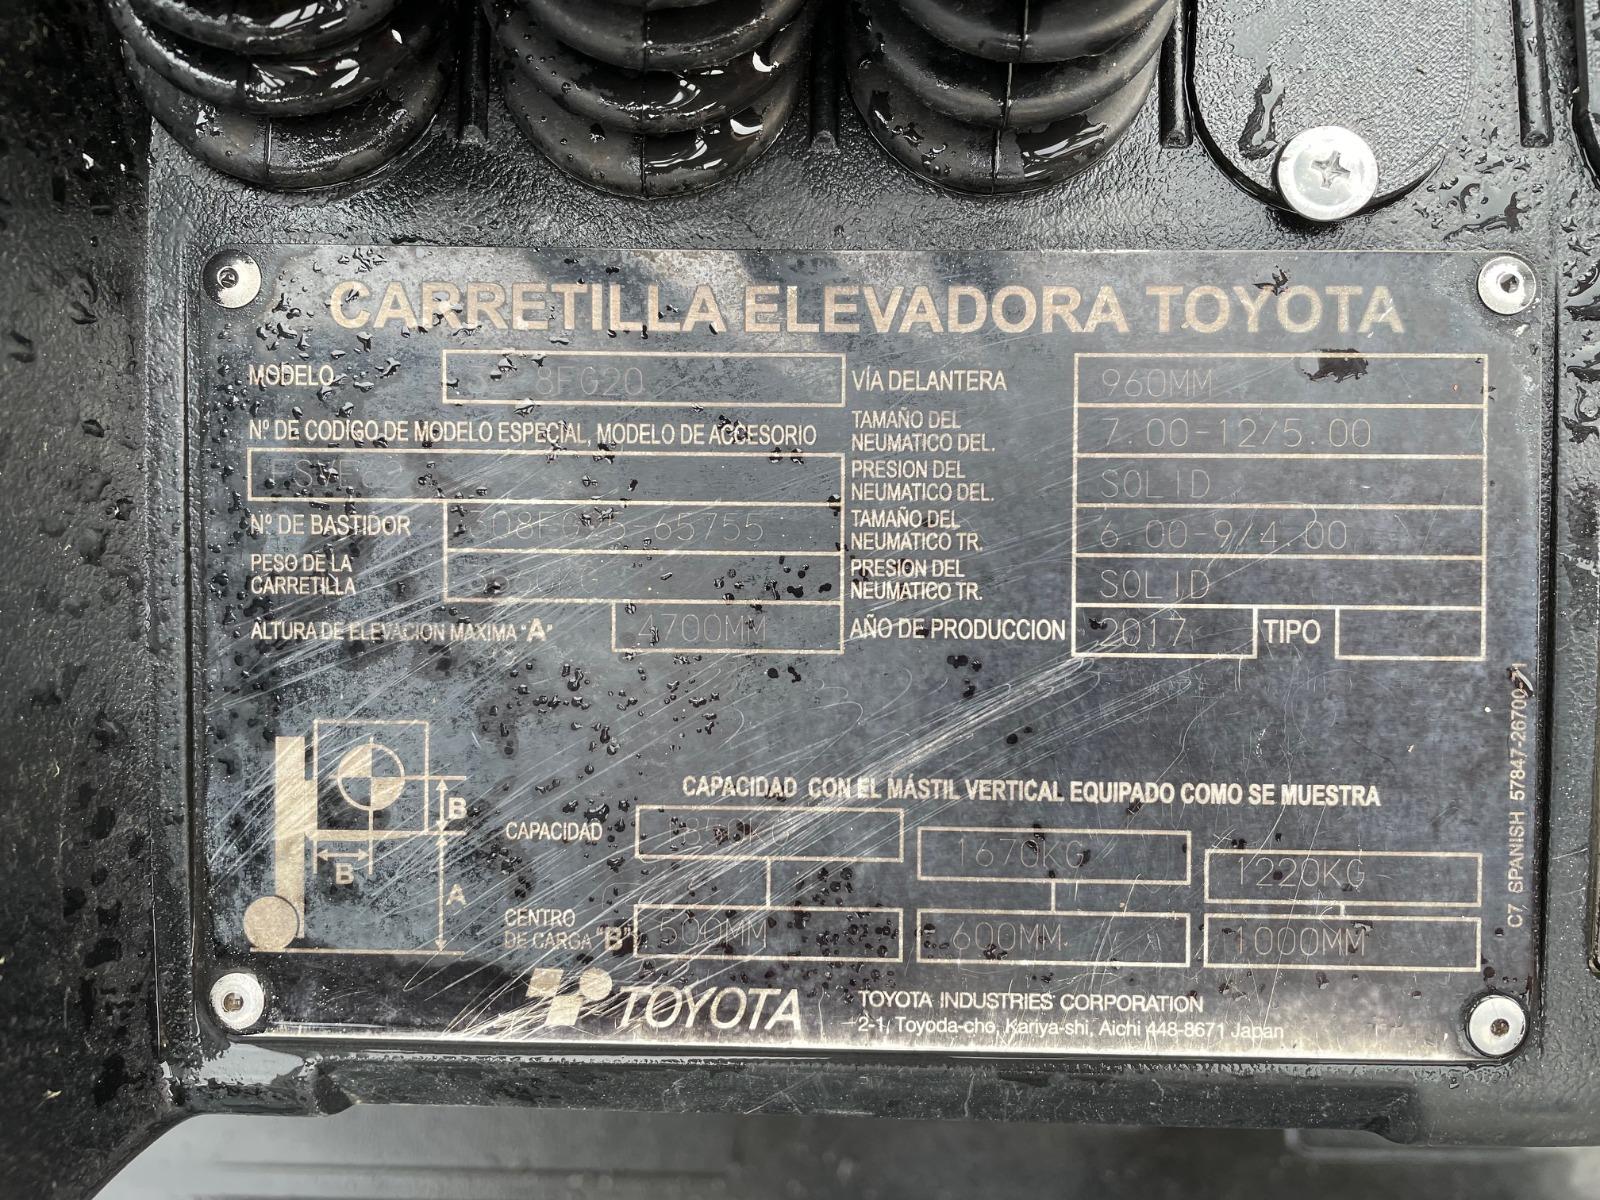 CARRETILLA ELEVADORA TOYOTA
MODELO 8FG20
Nº DE CODIGO DE MODELO ESPECIAL, MODELO DE ACCESORIO
Nº DE BASTIDOR
PESO DE LA CARRETILLA
ALTURA DE ELEVACION MAXIMA "A" 4700MM
VÍA DELANTERA 960MM
TAMAÑO DEL NEUMATICO DEL. 7.00-12/5.00
PRESION DEL NEUMATICO DEL. SOLID
TAMAÑO DEL NEUMATICO TR. 6.00-9/4.00
PRESION DEL NEUMATICO TR. SOLID
AÑO DE PRODUCCION 2017 TIPO
B
B
A
CAPACIDAD CON EL MÁSTIL VERTICAL EQUIPADO COMO SE MUESTRA
CAPACIDAD 1850KG 1670KG 1220KG
CENTRO DE CARGA "B" 500MM 600MM 1000MM
TOYOTA
TOYOTA INDUSTRIES CORPORATION
2-1, Toyoda-cho, Kariya-shi, Aichi 448-8671 Japan
C7 SPANISH 57847-26700-71